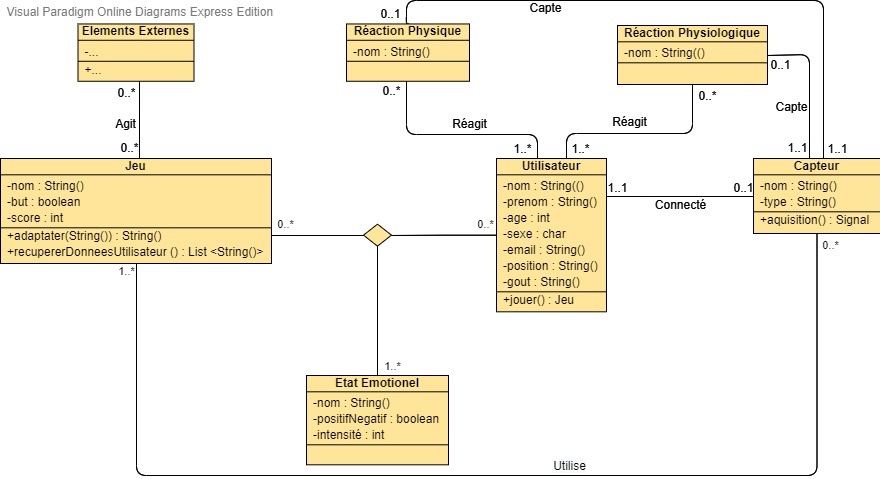 Visual Paradigm Online Diagrams Express Edition
Capte
0..1
Elements Externes
-...
+...
0..*
Agit
0..*
Réaction Physique
-nom : String()
0..*
Réagit
1..*
Réaction Physiologique
-nom : String(()
0..1
0..*
Réagit
1..*
Capte
1..1
1..1
Jeu
-nom : String()
-but : boolean
-score : int
+adaptater(String()) : String()
+recupererDonneesUtilisateur () : List <String()>
0..*
1..*
0..*
Utilisateur
-nom : String(()
-prenom : String()
-age : int
-sexe : char
-email : String()
-position : String()
-gout : String()
+jouer() : Jeu
1..1
0..1
Connecté
Capteur
-nom : String()
-type : String()
+aquisition() : Signal
0..*
1..*
Etat Emotionel
-nom : String()
-positifNegatif : boolean
-intensité : int
Utilise